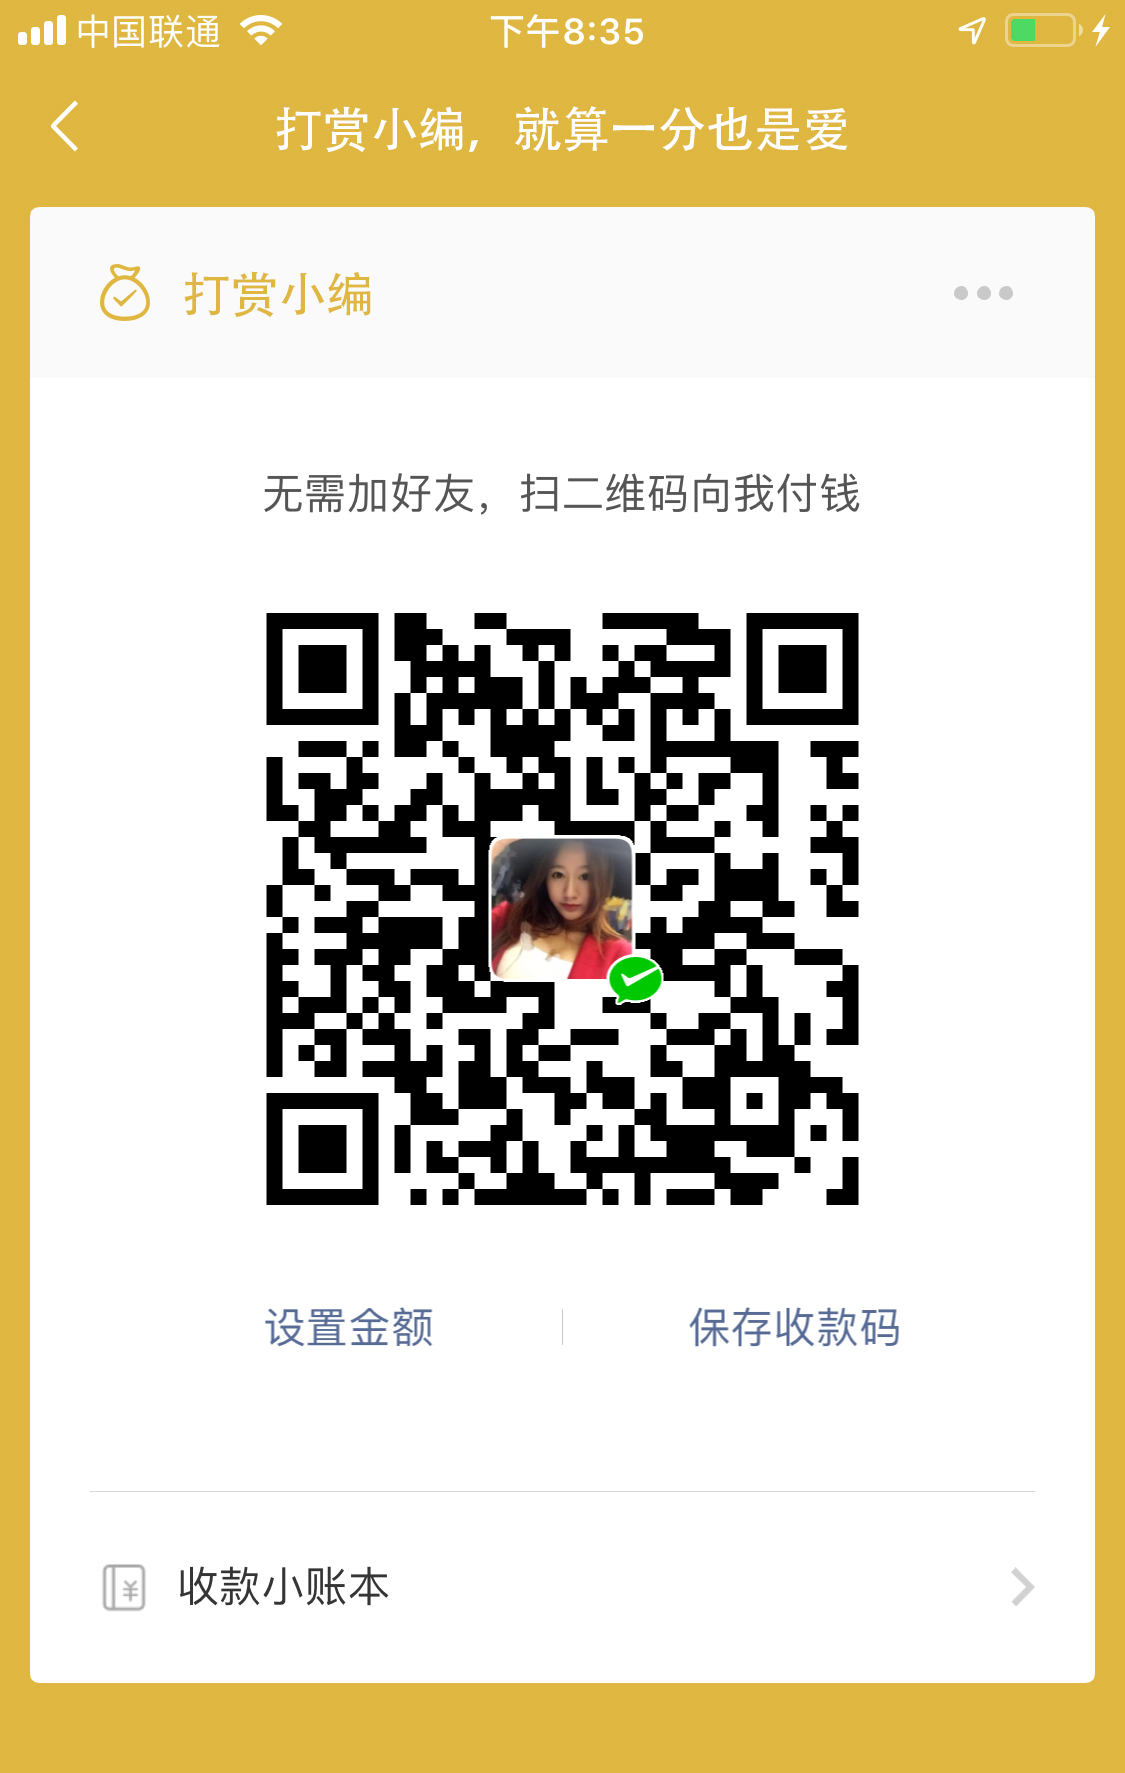 中国联通
下午8:35
打赏小编，就算一分也是爱
打赏小编
无需加好友，扫二维码向我付钱
设置金额
保存收款码
¥
收款小账本